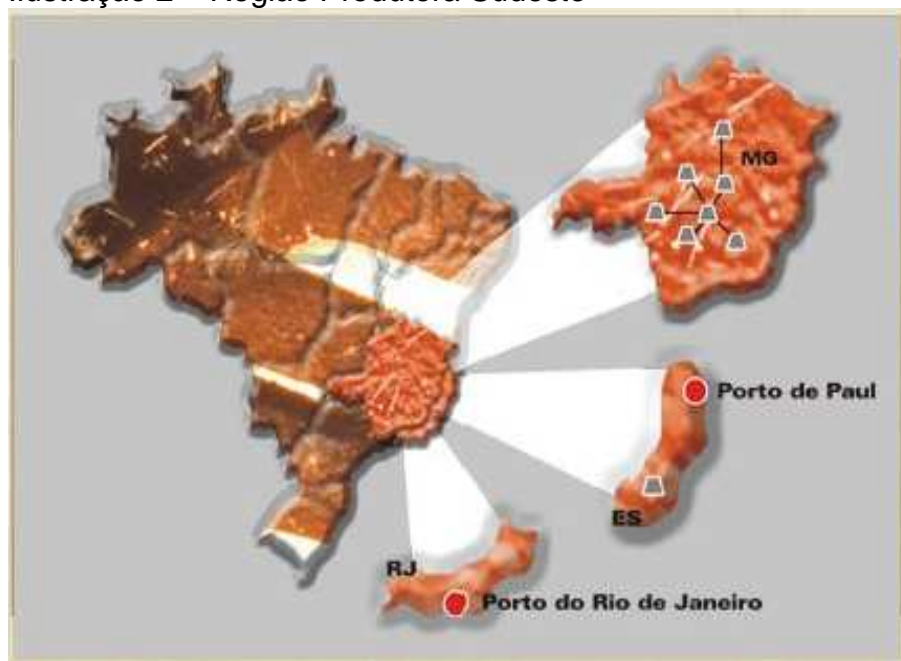 Ilustração 2 – Região Produtora Sudeste
MG
Porto de Paul
ES
RJ
Porto do Rio de Janeiro